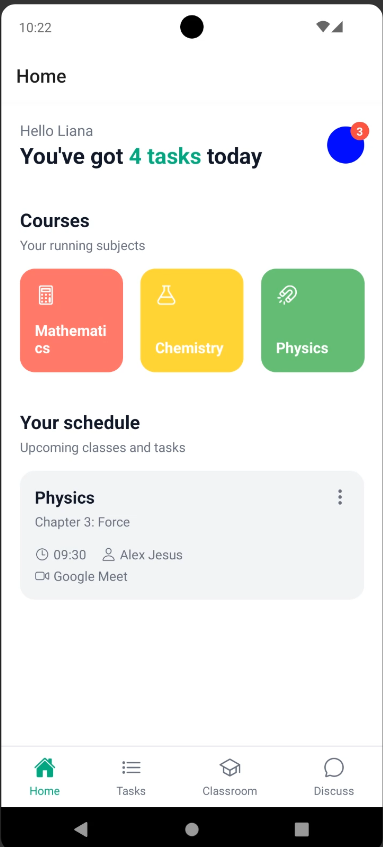 10:22
Home
Hello Liana
3
You've got 4 tasks today
Courses
Your running subjects
Mathemati
cs
Chemistry
Physics
Your schedule
Upcoming classes and tasks
Physics
Chapter 3: Force
09:30 Alex Jesus
Google Meet
Home Tasks Classroom Discuss